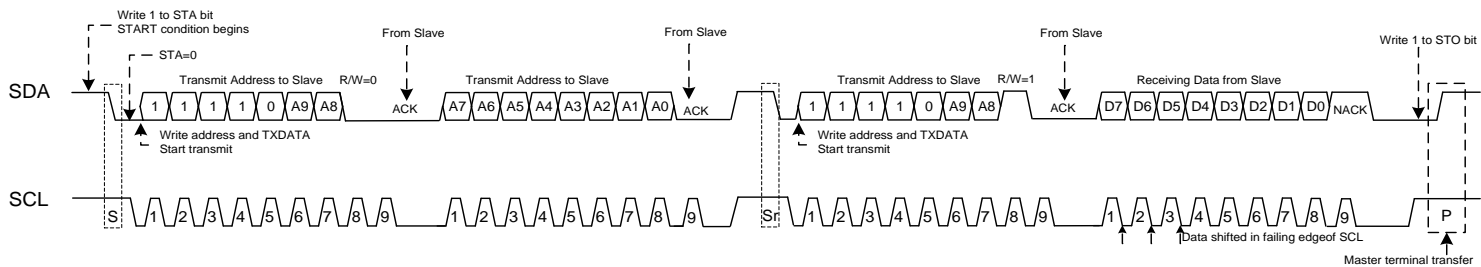 Write 1 to STA bit
START condition begins
STA=0
From Slave
From Slave
From Slave
Write 1 to STO bit
Transmit Address to Slave R/W=0
Transmit Address to Slave
Transmit Address to Slave R/W=1
Receiving Data from Slave
SDA 1 1 1 1 0 A9 A8 ACK A7 A6 A5 A4 A3 A2 A1 A0 ACK 1 1 1 1 0 A9 A8 ACK D7 D6 D5 D4 D3 D2 D1 D0 NACK
Write address and TXDATA
Start transmit
Write address and TXDATA
Start transmit
SCL S 1 2 3 4 5 6 7 8 9 1 2 3 4 5 6 7 8 9 Sr 1 2 3 4 5 6 7 8 9 1 2 3 4 5 6 7 8 9 P
Data shifted in failing edgeof SCL
Master terminal transfer